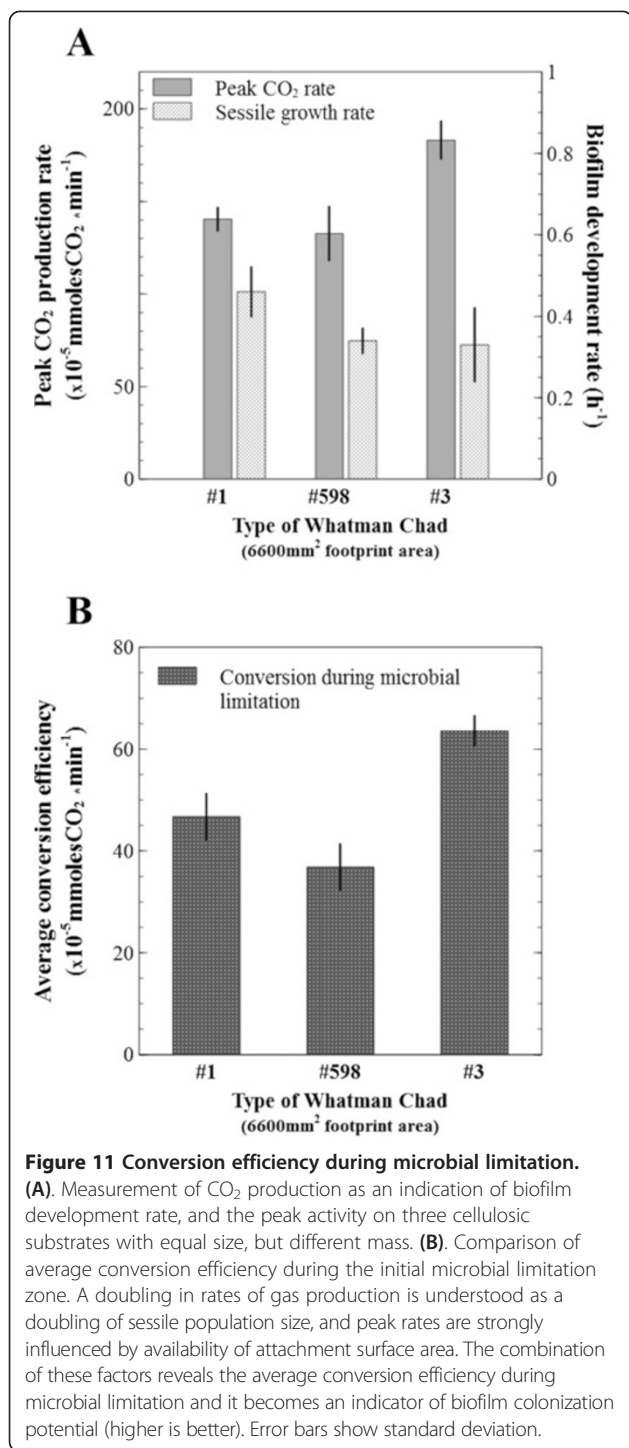 A
Peak CO₂ rate
Sessile growth rate
Peak CO₂ production rate
(x10⁻⁵mmolesCO₂ ∗ min⁻¹)
200
50
0
1
0.8
0.6
0.4
0.2
0
Biofilm development rate (h⁻¹)
#1 #598 #3
Type of Whatman Chad
(6600mm² footprint area)
B
Conversion during microbial
limitation
Average conversion efficiency
(x10⁻⁵mmolesCO₂ ∗ min⁻¹)
80
60
40
20
0
#1 #598 #3
Type of Whatman Chad
(6600mm² footprint area)
Figure 11 Conversion efficiency during microbial limitation.
(A). Measurement of CO₂ production as an indication of biofilm
development rate, and the peak activity on three cellulosic
substrates with equal size, but different mass. (B). Comparison of
average conversion efficiency during the initial microbial limitation
zone. A doubling in rates of gas production is understood as a
doubling of sessile population size, and peak rates are strongly
influenced by availability of attachment surface area. The combination
of these factors reveals the average conversion efficiency during
microbial limitation and it becomes an indicator of biofilm colonization
potential (higher is better). Error bars show standard deviation.